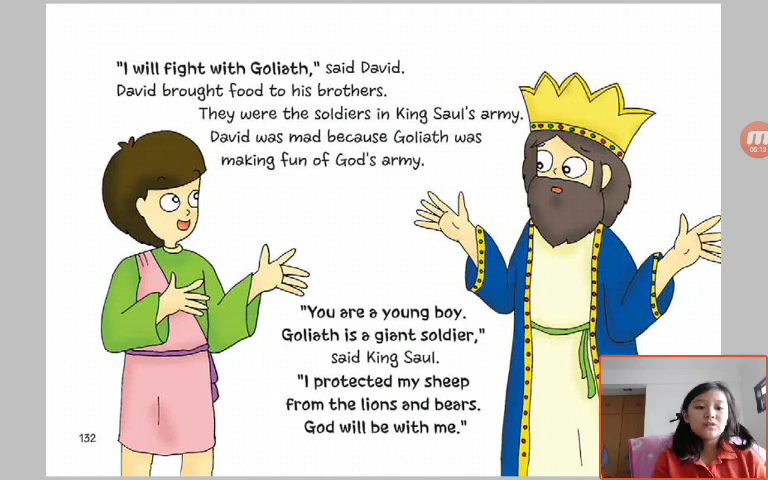 "I will fight with Goliath," said David.
David brought food to his brothers.
They were the soldiers in King Saul's army.
David was mad because Goliath was
making fun of God's army.
"You are a young boy.
Goliath is a giant soldier,"
said King Saul.
"I protected my sheep
from the lions and bears.
God will be with me."
132
05:13